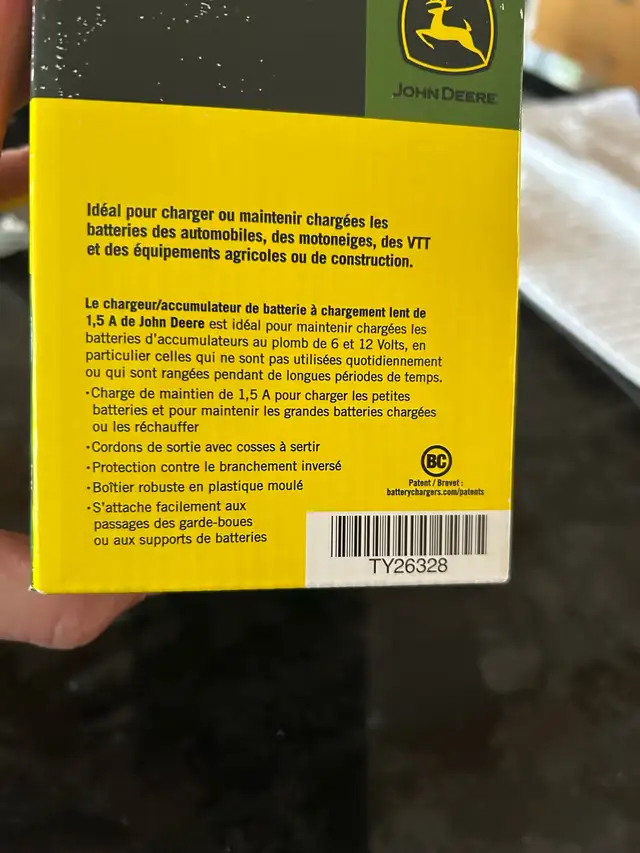 JOHN DEERE
Idéal pour charger ou maintenir chargées les
batteries des automobiles, des motoneiges, des VTT
et des équipements agricoles ou de construction.
Le chargeur/accumulateur de batterie à chargement lent de
1,5 A de John Deere est idéal pour maintenir chargées les
batteries d'accumulateurs au plomb de 6 et 12 Volts, en
particulier celles qui ne sont pas utilisées quotidiennement
ou qui sont rangées pendant de longues périodes de temps.
·Charge de maintien de 1,5 A pour charger les petites
batteries et pour maintenir les grandes batteries chargées
ou les réchauffer
·Cordons de sortie avec cosses à sertir
·Protection contre le branchement inversé
·Boîtier robuste en plastique moulé
·S'attache facilement aux
passages des garde-boues
ou aux supports de batteries
BC
Patent / Brevet :
batterychargers.com/patents
TY26328